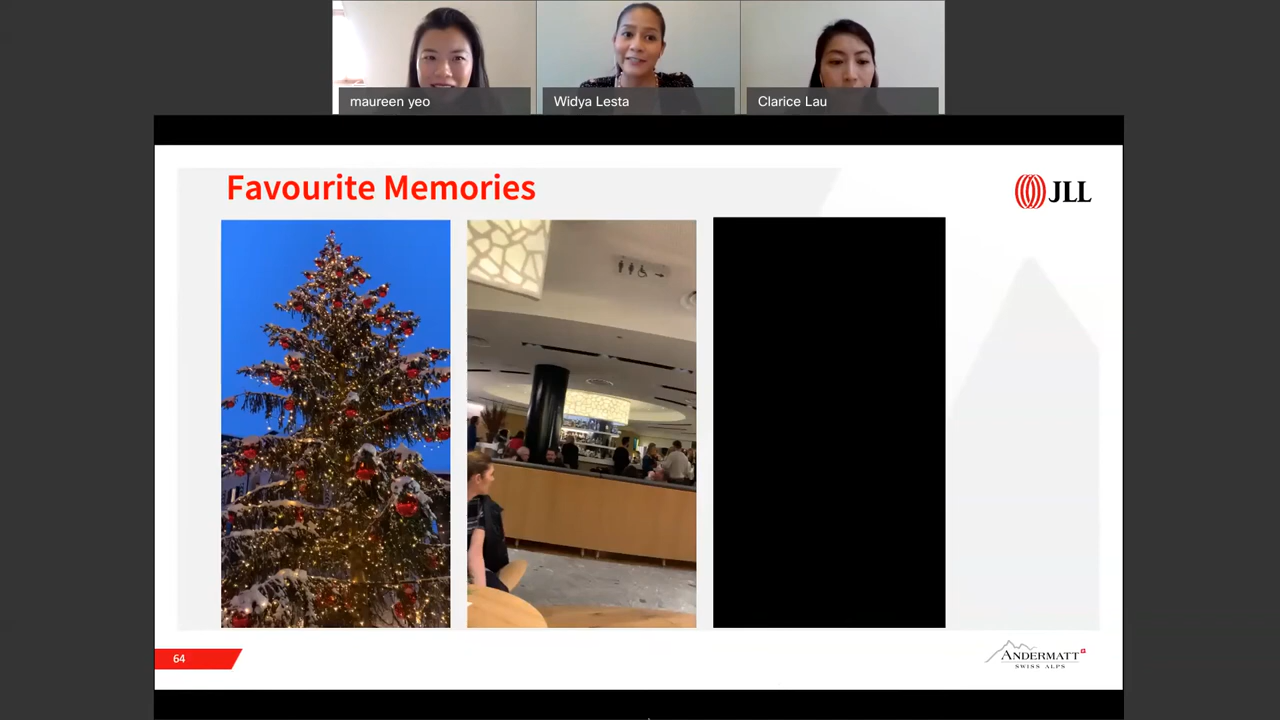 maureen yeo
Widya Lesta
Clarice Lau
Favourite Memories
JLL
64
ANDERMATT
SWISS ALPS